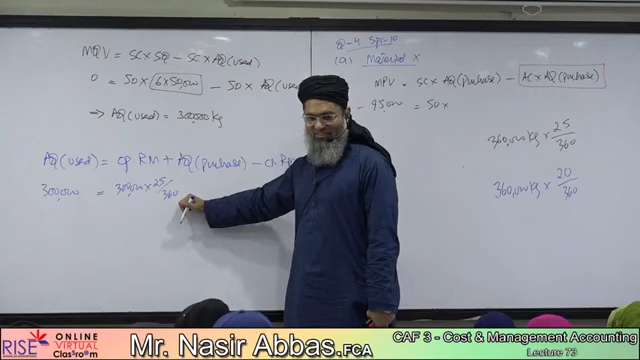 MQV = SC x SQ - SC x AQ (used)
0 = 50 x (6 x 50,000) - 50 x AQ (used
⇒ AQ (used) = 300,000 kg
AQ (used) = op RM + AQ (purchase) - cl. R
300,000 = 300,000 x 25/360
Q-4 Spr-10
(a) Material X
MPV = SC x AQ (purchase) - AC x AQ (purchase)
- 95,000 = 50 x
360,000 kg x 25/360
360,000 kg x 20/360
RISE ONLINE VIRTUAL Classroom
Mr. Nasir Abbas.FCA
CAF 3 - Cost & Management Accounting
Lecture 73